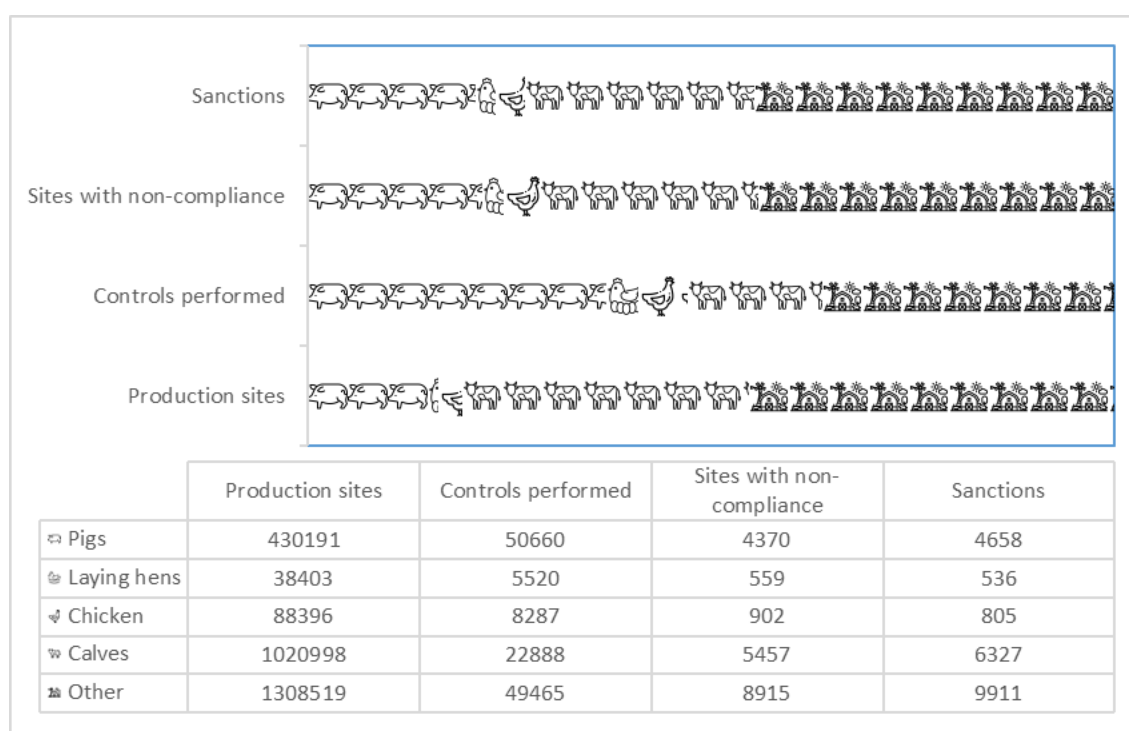 Sanctions
Sites with non-compliance
Controls performed
Production sites
Production sites Controls performed Sites with non-
compliance Sanctions
Pigs 430191 50660 4370 4658
Laying hens 38403 5520 559 536
Chicken 88396 8287 902 805
Calves 1020998 22888 5457 6327
Other 1308519 49465 8915 9911